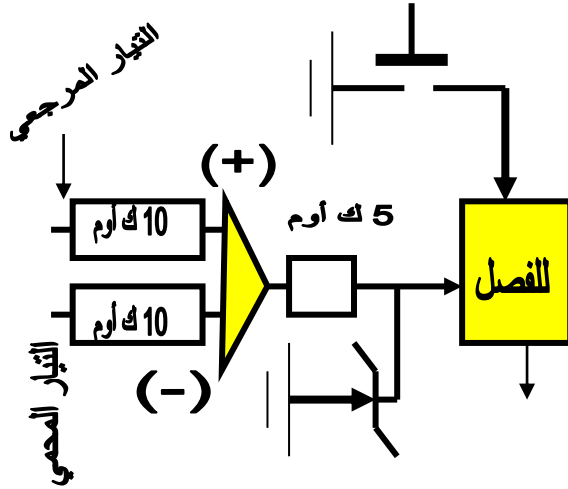 التيار المرجعي
(+)
10 ك أوم
5 ك أوم
للفصل
10 ك أوم
(-)
التيار المحمي